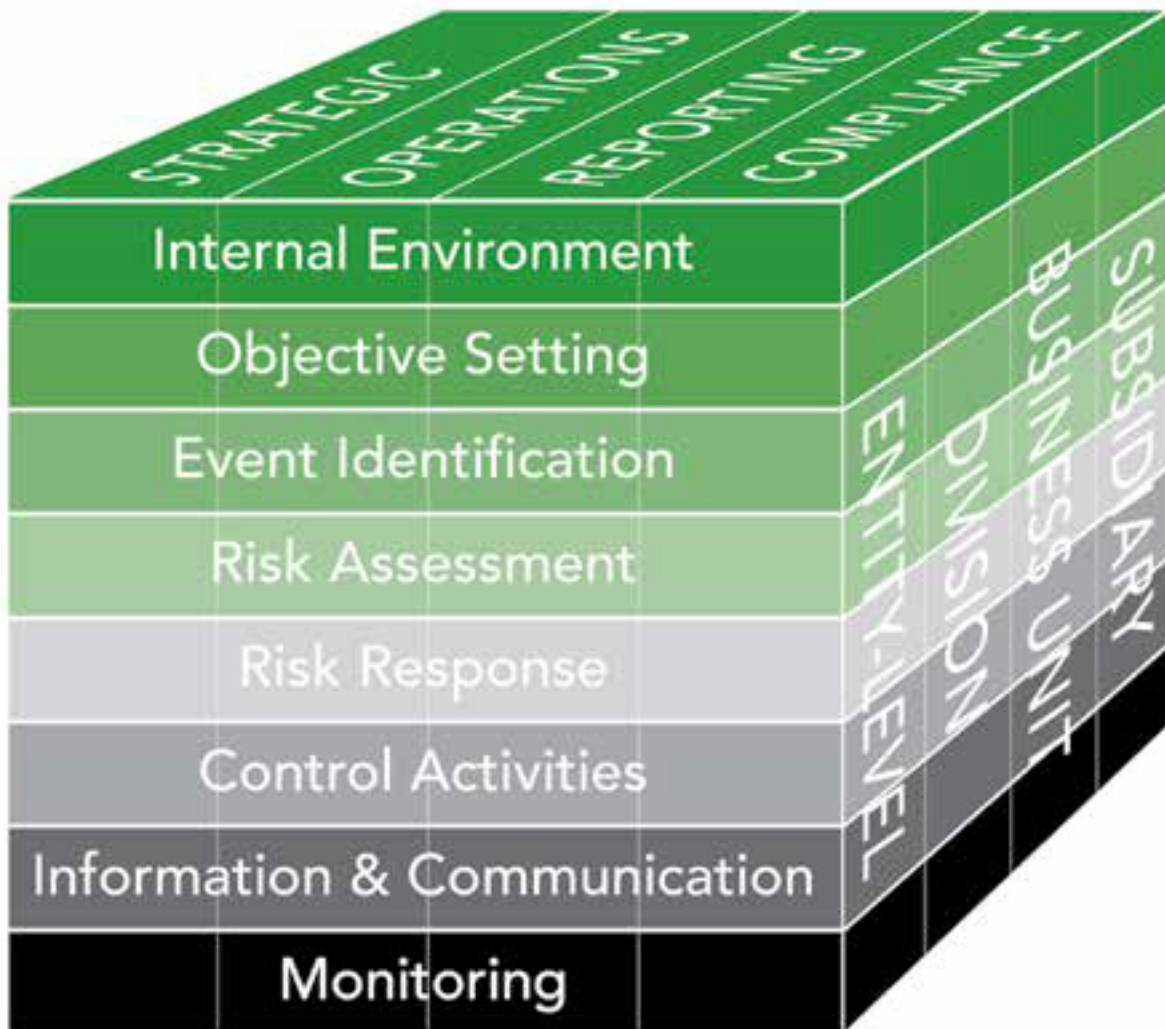 STRATEGIC
OPERATIONS
REPORTING
COMPLIANCE
Internal Environment
Objective Setting
Event Identification
Risk Assessment
Risk Response
Control Activities
Information & Communication
Monitoring
ENTITY-LEVEL
DIVISION
BUSINESS UNIT
SUBSIDIARY